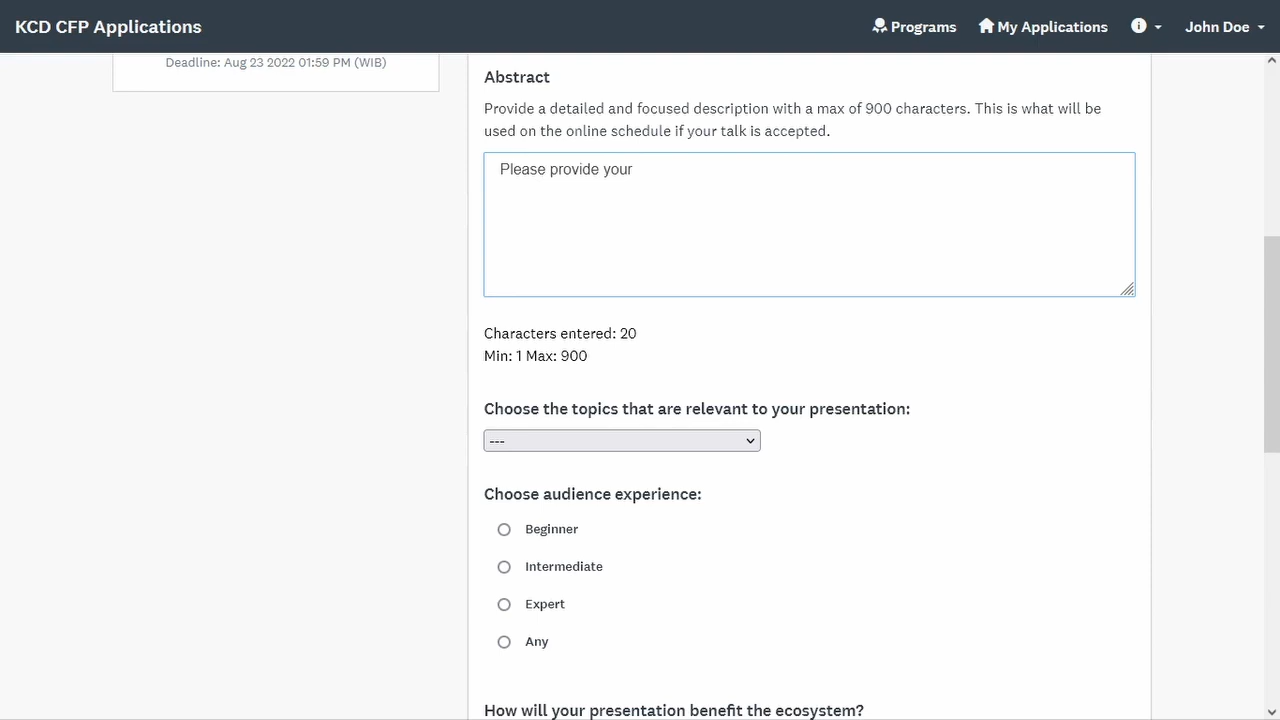 KCD CFP Applications
Programs
My Applications
John Doe
Deadline: Aug 23 2022 01:59 PM (WIB)
Abstract
Provide a detailed and focused description with a max of 900 characters. This is what will be
used on the online schedule if your talk is accepted.
Please provide your
Characters entered: 20
Min: 1 Max: 900
Choose the topics that are relevant to your presentation:
---
Choose audience experience:
Beginner
Intermediate
Expert
Any
How will your presentation benefit the ecosystem?